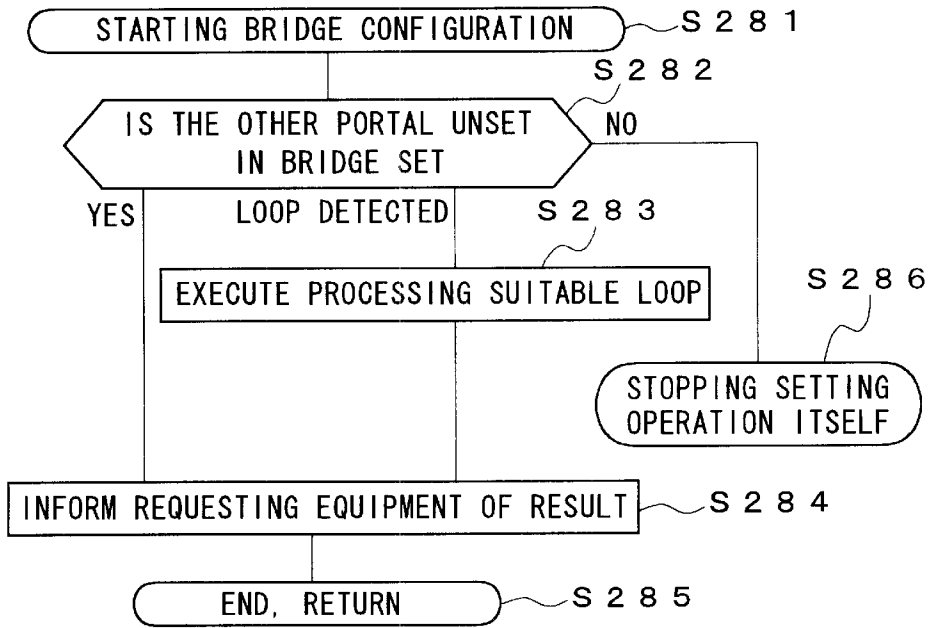 STARTING BRIDGE CONFIGURATION
S281
S282
IS THE OTHER PORTAL UNSET
IN BRIDGE SET
NO
YES
LOOP DETECTED
S283
EXECUTE PROCESSING SUITABLE LOOP
S286
STOPPING SETTING
OPERATION ITSELF
INFORM REQUESTING EQUIPMENT OF RESULT
S284
END, RETURN
S285